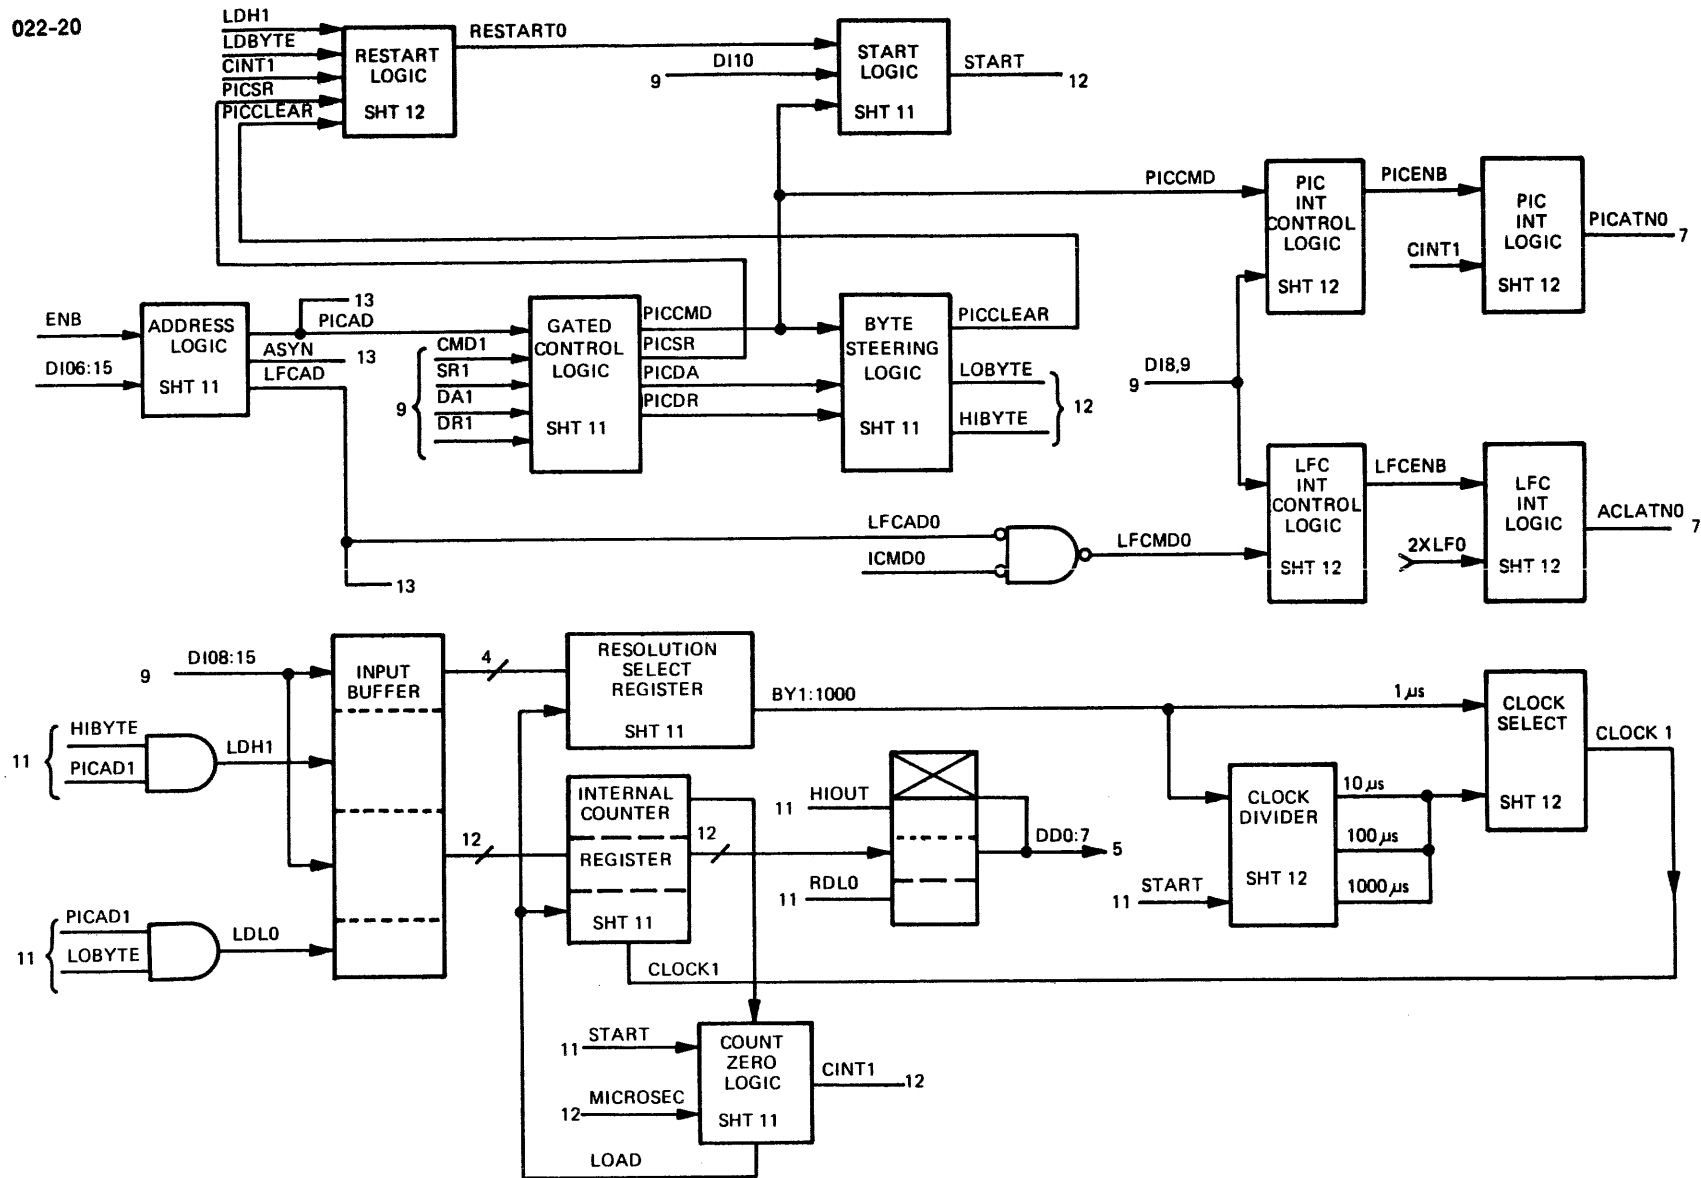 022-20
LDH1
LDBYTE
CINT1
PICSR
PICCLEAR
RESTART
LOGIC
SHT 12
RESTART0
9
DI10
START
LOGIC
SHT 11
START
12
PICCMD
PIC
INT
CONTROL
LOGIC
SHT 12
PICENB
CINT1
PIC
INT
LOGIC
SHT 12
PICATN0
7
ENB
DI06:15
ADDRESS
LOGIC
SHT 11
13
PICAD
ASYN
13
LFCAD
13
9
CMD1
SR1
DA1
DR1
GATED
CONTROL
LOGIC
SHT 11
PICCMD
PICSR
PICDA
PICDR
BYTE
STEERING
LOGIC
SHT 11
PICCLEAR
LOBYTE
HIBYTE
12
9
DI8,9
LFCAD0
ICMD0
LFCMD0
LFC
INT
CONTROL
LOGIC
SHT 12
LFCENB
2XLF0
LFC
INT
LOGIC
SHT 12
ACLATN0
7
9
DI08:15
11
HIBYTE
PICAD1
LDH1
11
PICAD1
LOBYTE
LDL0
INPUT
BUFFER
4
12
RESOLUTION
SELECT
REGISTER
SHT 11
BY1:1000
INTERNAL
COUNTER
REGISTER
SHT 11
12
11
HIOUT
11
RDL0
DD0:7
5
11
START
CLOCK
DIVIDER
SHT 12
1 μs
10 μs
100 μs
1000 μs
CLOCK
SELECT
SHT 12
CLOCK 1
CLOCK1
11
START
12
MICROSEC
COUNT
ZERO
LOGIC
SHT 11
CINT1
12
LOAD